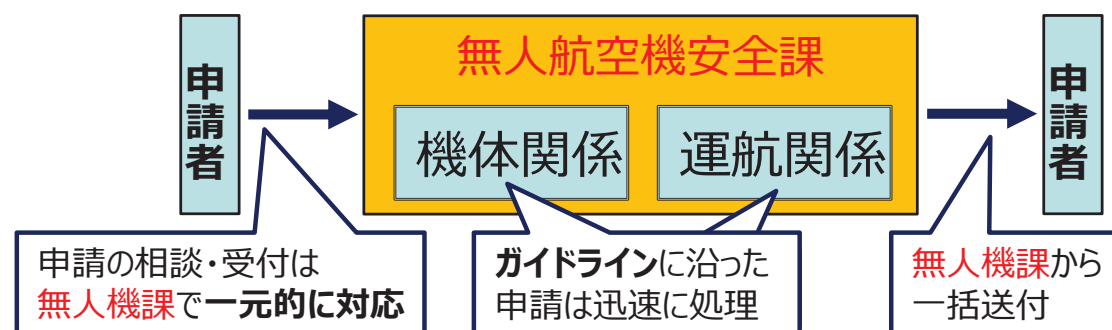 申請者
無人航空機安全課
機体関係
運航関係
申請者
申請の相談・受付は
無人機課で一元的に対応
ガイドラインに沿った
申請は迅速に処理
無人機課から
一括送付